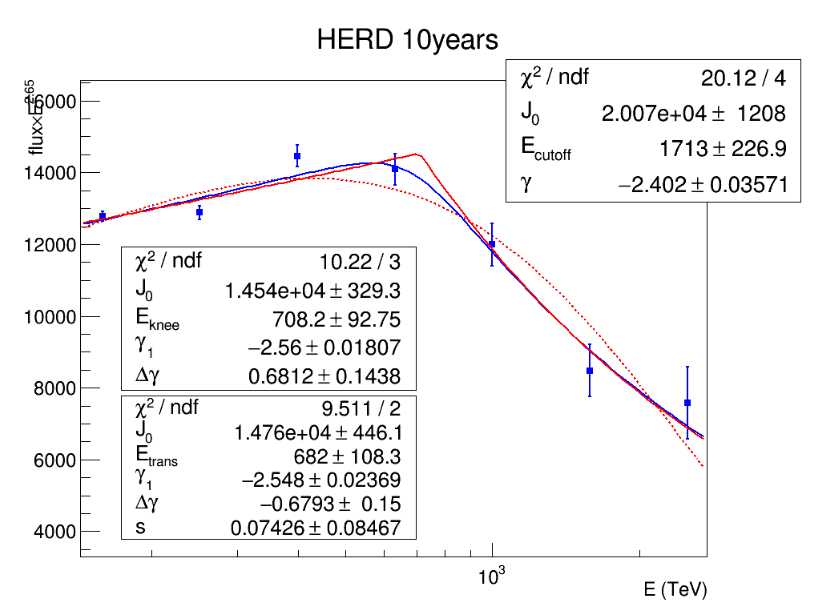 HERD 10years
flux×E^2.65
16000
14000
12000
10000
8000
6000
4000
10³
E (TeV)
χ² / ndf 20.12 / 4
J₀ 2.007e+04 ± 1208
E_cutoff 1713 ± 226.9
γ −2.402 ± 0.03571
χ² / ndf 10.22 / 3
J₀ 1.454e+04 ± 329.3
E_knee 708.2 ± 92.75
γ₁ −2.56 ± 0.01807
Δγ 0.6812 ± 0.1438
χ² / ndf 9.511 / 2
J₀ 1.476e+04 ± 446.1
E_trans 682 ± 108.3
γ₁ −2.548 ± 0.02369
Δγ −0.6793 ± 0.15
s 0.07426 ± 0.08467